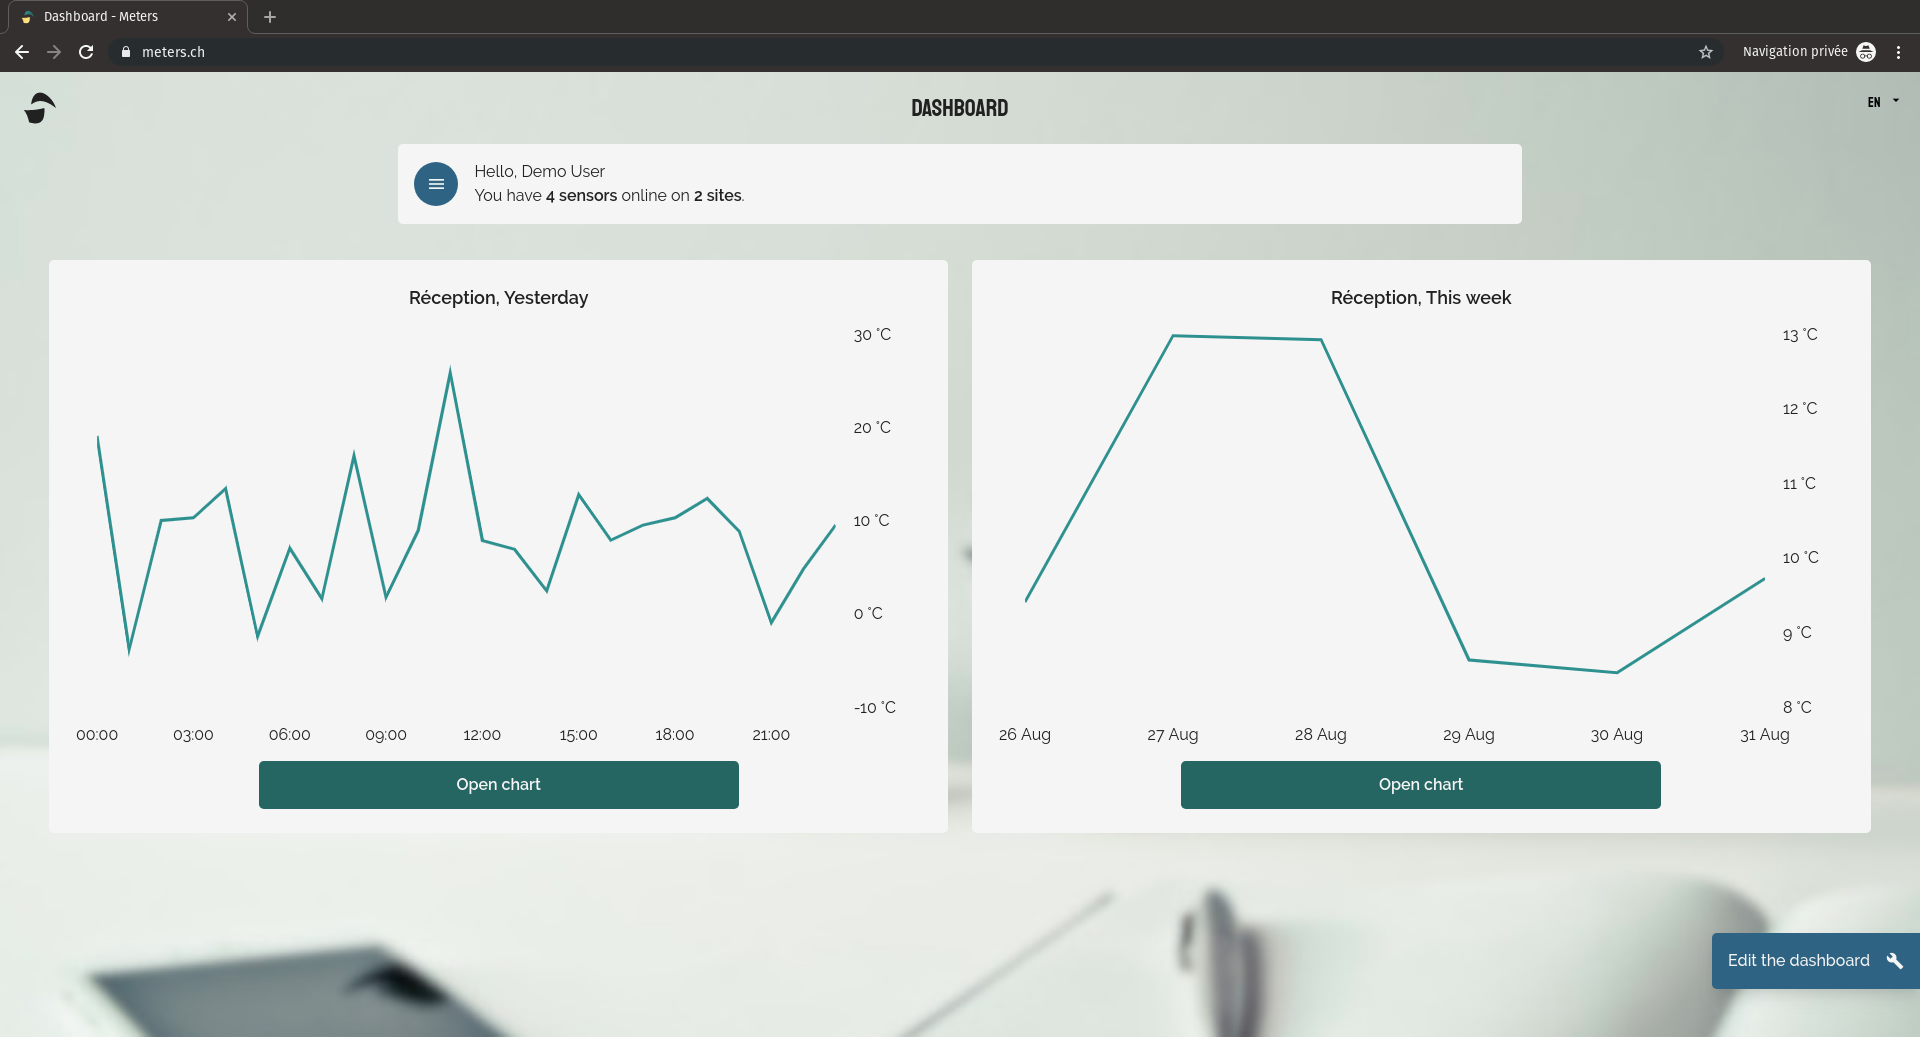 Dashboard - Meters
meters.ch
Navigation privée
DASHBOARD
EN
Hello, Demo User
You have 4 sensors online on 2 sites.
Réception, Yesterday
30 °C
20 °C
10 °C
0 °C
-10 °C
00:00 03:00 06:00 09:00 12:00 15:00 18:00 21:00
Open chart
Réception, This week
13 °C
12 °C
11 °C
10 °C
9 °C
8 °C
26 Aug 27 Aug 28 Aug 29 Aug 30 Aug 31 Aug
Open chart
Edit the dashboard